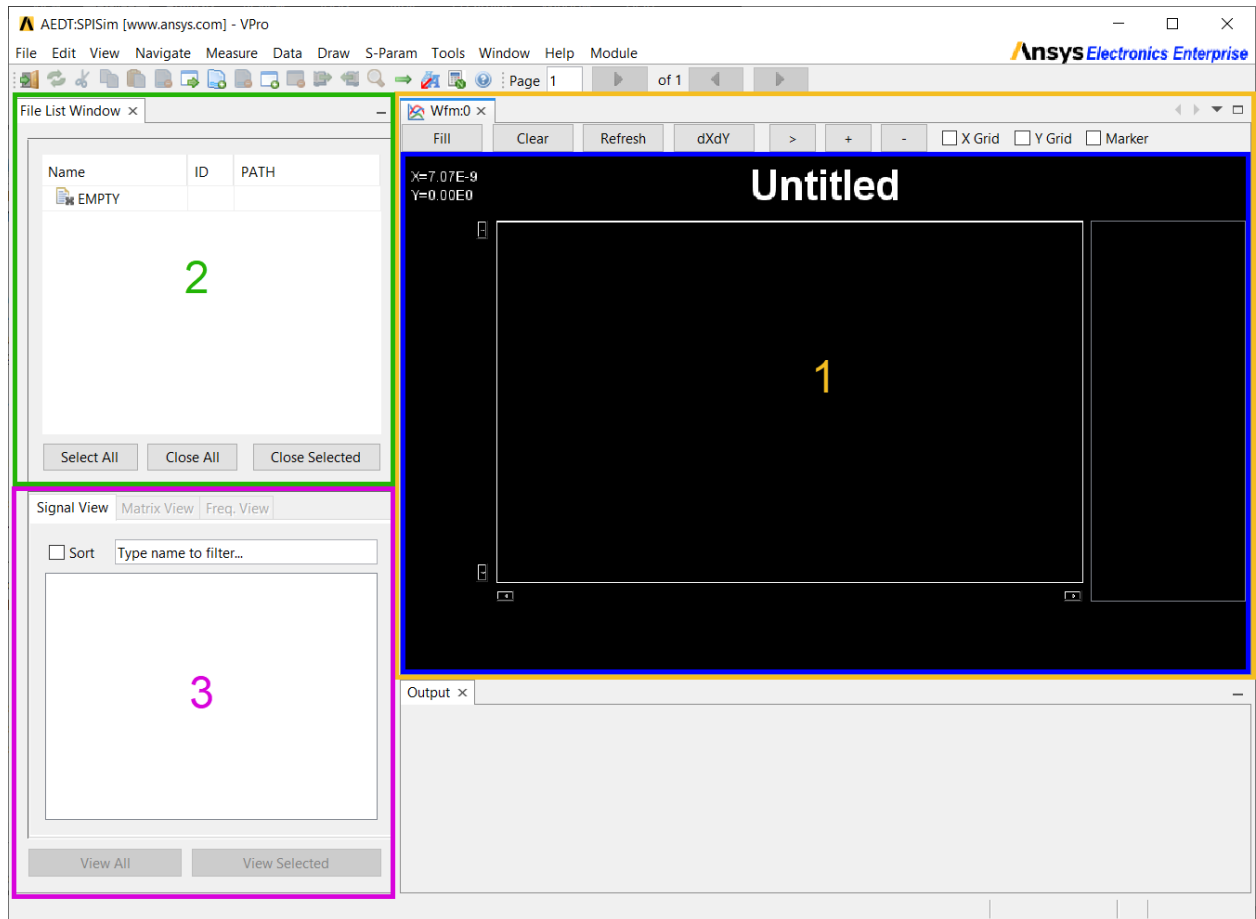 AEDT:SPISim [www.ansys.com] - VPro
File Edit View Navigate Measure Data Draw S-Param Tools Window Help Module
Ansys Electronics Enterprise
Page 1 of 1
File List Window
Name ID PATH
EMPTY
2
Select All Close All Close Selected
Signal View Matrix View Freq. View
Sort Type name to filter...
3
View All View Selected
Wfm:0
Fill Clear Refresh dXdY > + - X Grid Y Grid Marker
X=7.07E-9
Y=0.00E0
Untitled
1
Output